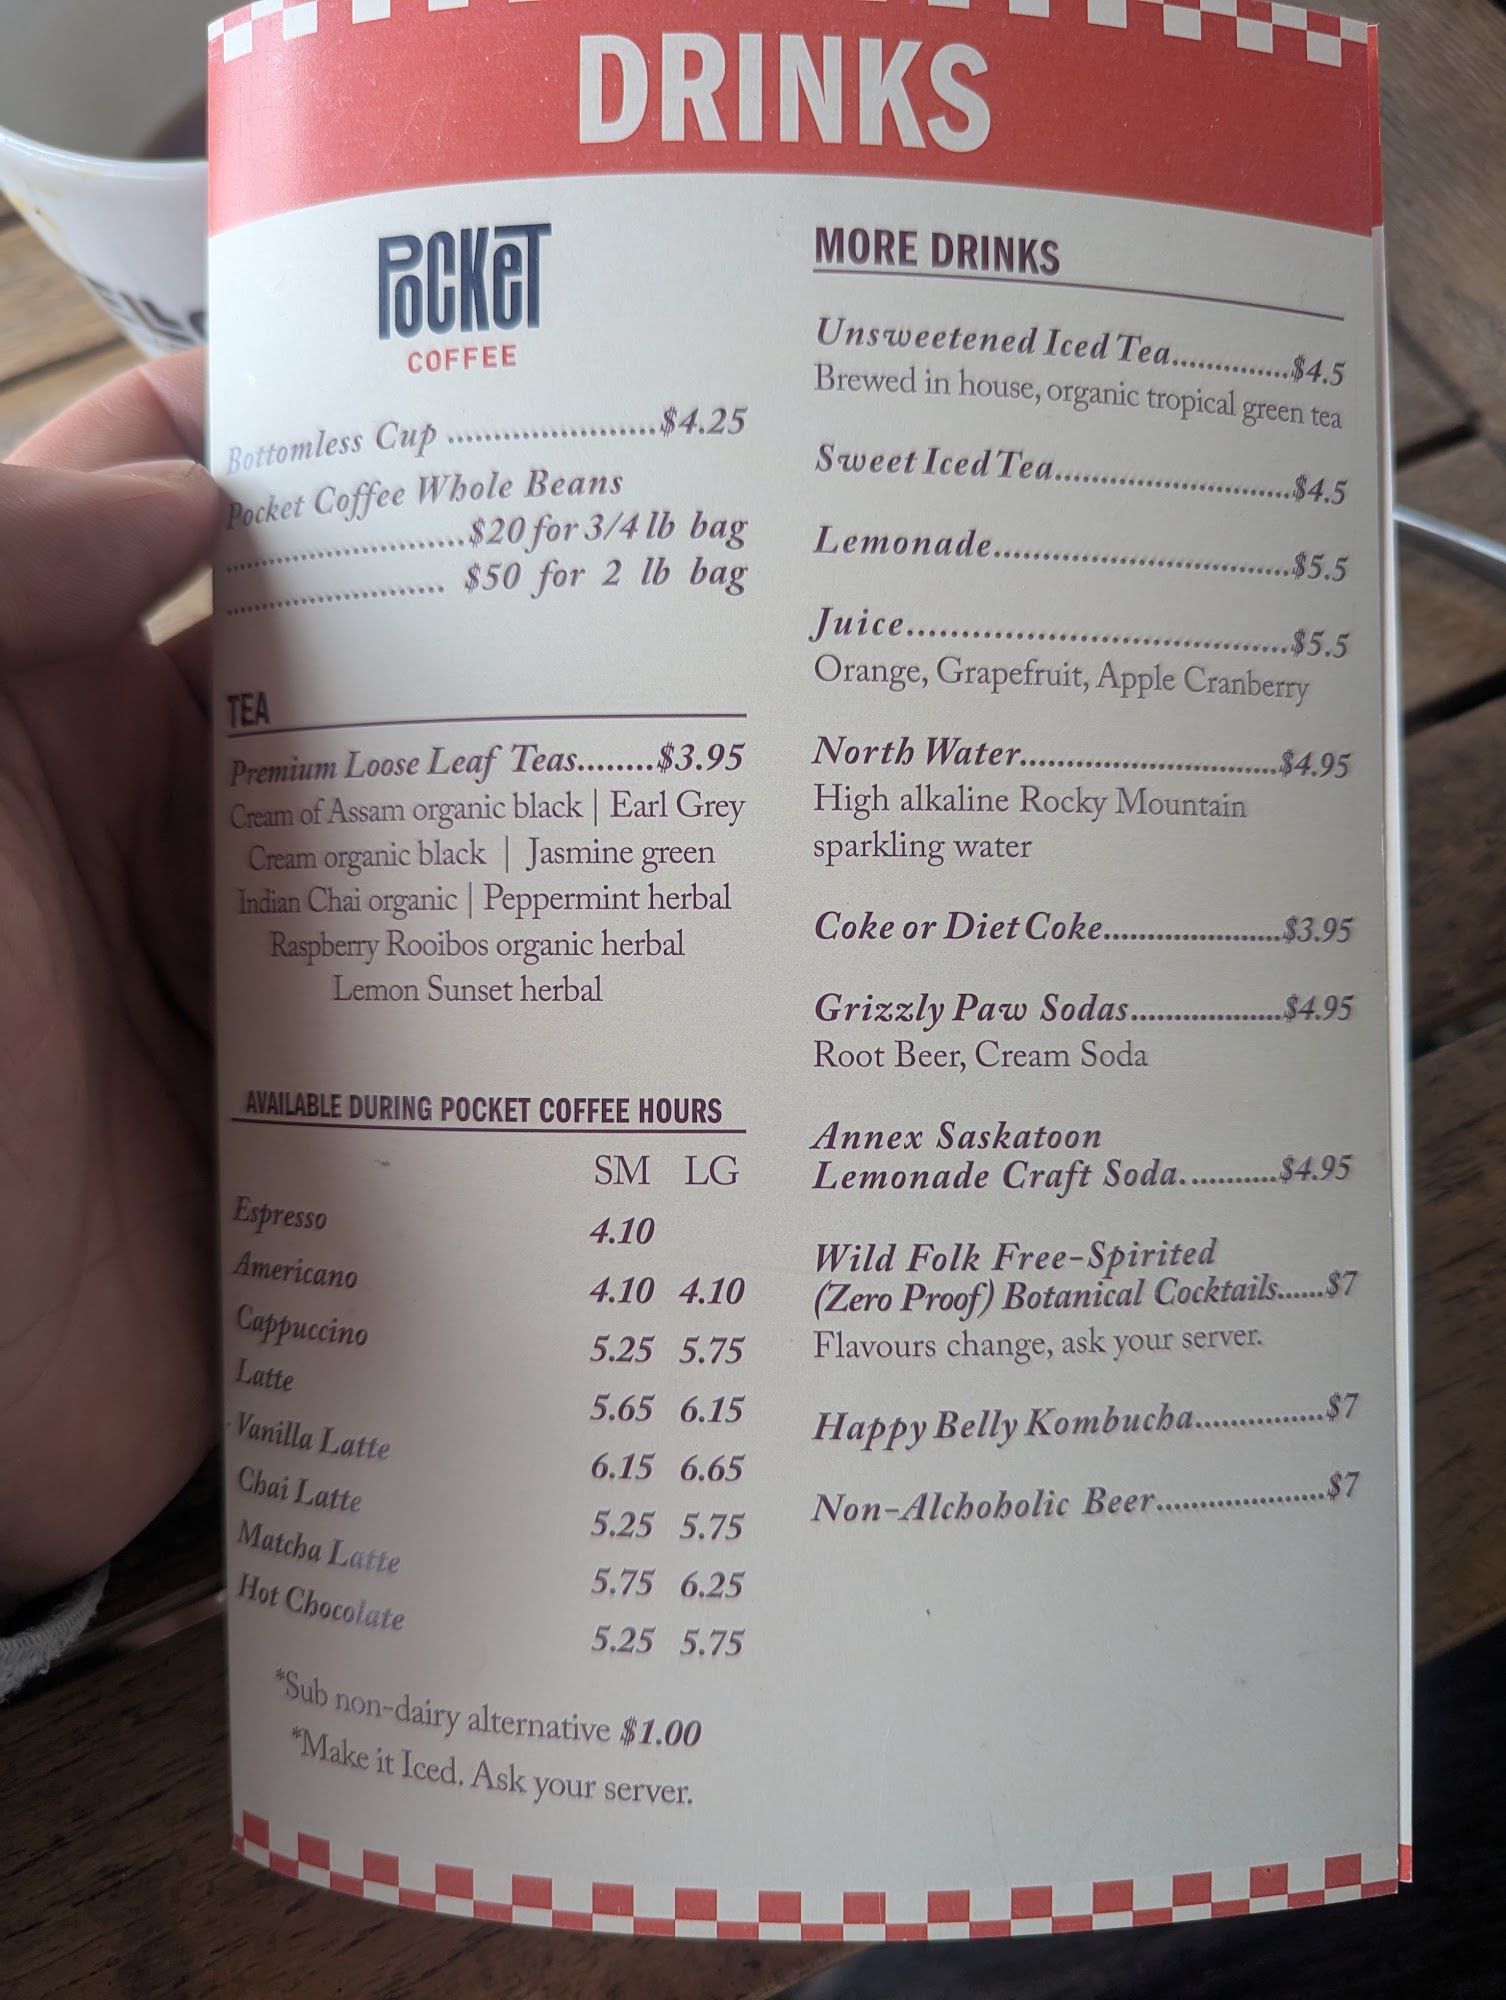 DRINKS
POCKET
COFFEE
Bottomless Cup ......................$4.25
Pocket Coffee Whole Beans
.........................$20 for 3/4 lb bag
....................... $50 for 2 lb bag
TEA
Premium Loose Leaf Teas........$3.95
Cream of Assam organic black | Earl Grey
Cream organic black | Jasmine green
Indian Chai organic | Peppermint herbal
Raspberry Rooibos organic herbal
Lemon Sunset herbal
AVAILABLE DURING POCKET COFFEE HOURS
SM LG
Espresso 4.10
Americano 4.10 4.10
Cappuccino 5.25 5.75
Latte 5.65 6.15
Vanilla Latte 6.15 6.65
Chai Latte 5.25 5.75
Matcha Latte 5.75 6.25
Hot Chocolate 5.25 5.75
*Sub non-dairy alternative $1.00
*Make it Iced. Ask your server.
MORE DRINKS
Unsweetened Iced Tea..............$4.5
Brewed in house, organic tropical green tea
Sweet Iced Tea............................$4.5
Lemonade...................................$5.5
Juice............................................$5.5
Orange, Grapefruit, Apple Cranberry
North Water..............................$4.95
High alkaline Rocky Mountain
sparkling water
Coke or Diet Coke.......................$3.95
Grizzly Paw Sodas...................$4.95
Root Beer, Cream Soda
Annex Saskatoon
Lemonade Craft Soda............$4.95
Wild Folk Free-Spirited
(Zero Proof) Botanical Cocktails......$7
Flavours change, ask your server.
Happy Belly Kombucha................$7
Non-Alchoholic Beer.....................$7